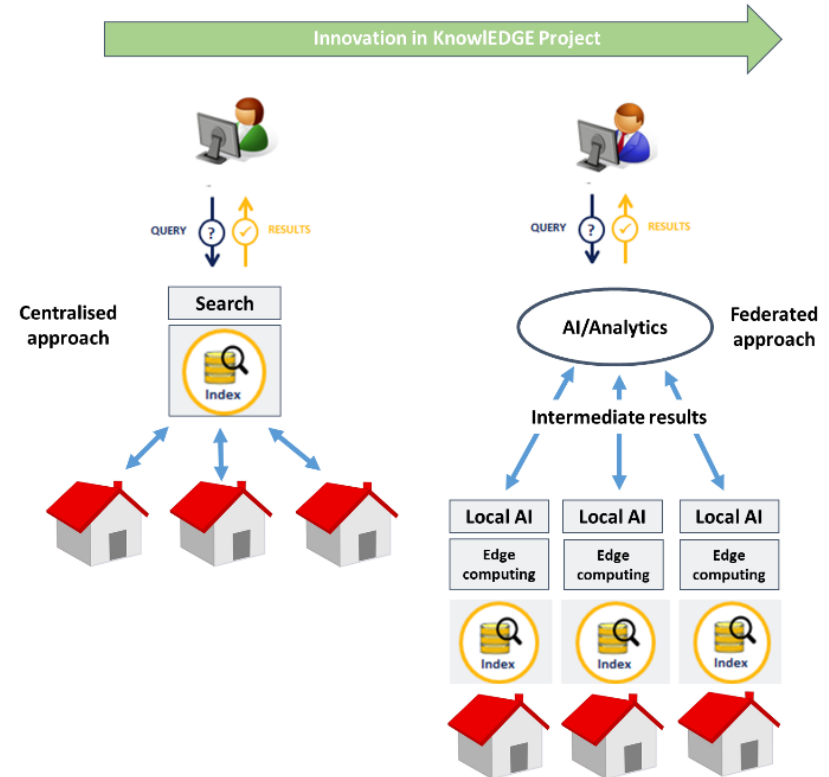 Innovation in KnowlEDGE Project
QUERY
?
RESULTS
QUERY
?
RESULTS
Centralised
approach
Search
Index
AI/Analytics
Federated
approach
Intermediate results
Local AI
Local AI
Local AI
Edge
computing
Edge
computing
Edge
computing
Index
Index
Index